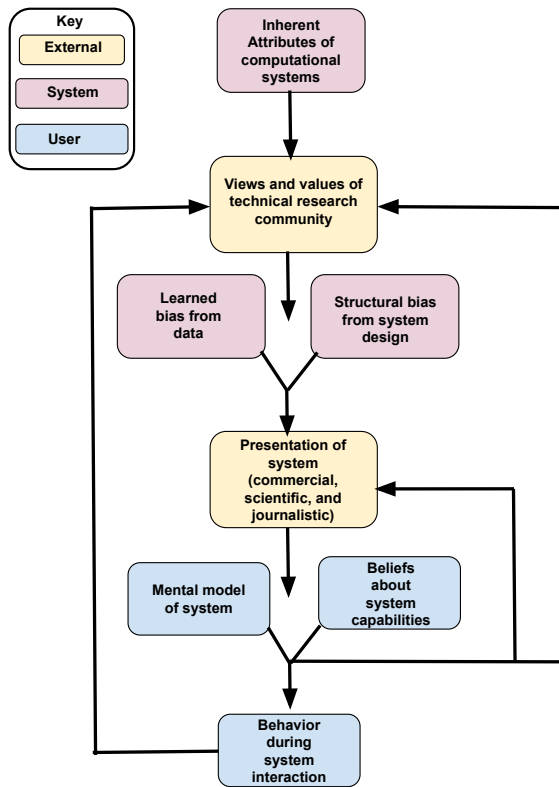 Key
External
System
User
Inherent
Attributes of
computational
systems
Views and values of
technical research
community
Learned
bias from
data
Structural bias
from system
design
Presentation of
system
(commercial,
scientific, and
journalistic)
Mental model
of system
Beliefs
about
system
capabilities
Behavior
during
system
interaction